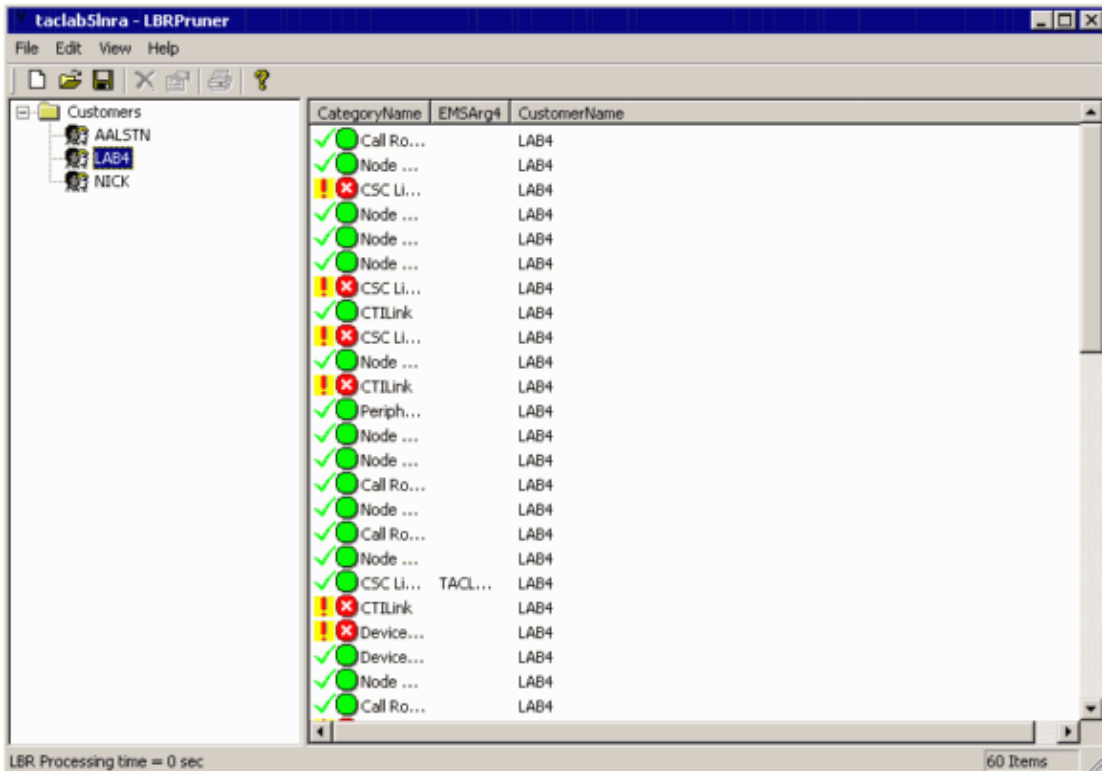 taclab5lnra - LBRPruner
File Edit View Help
Customers
AALSTN
LAB4
NICK
CategoryName EMSArg4 CustomerName
Call Ro... LAB4
Node ... LAB4
CSC Li... LAB4
Node ... LAB4
Node ... LAB4
Node ... LAB4
CSC Li... LAB4
CTILink LAB4
CSC Li... LAB4
Node ... LAB4
CTILink LAB4
Periph... LAB4
Node ... LAB4
Node ... LAB4
Call Ro... LAB4
Node ... LAB4
Call Ro... LAB4
Node ... LAB4
CSC Li... TACL... LAB4
CTILink LAB4
Device... LAB4
Device... LAB4
Node ... LAB4
Call Ro... LAB4
LBR Processing time = 0 sec
60 Items